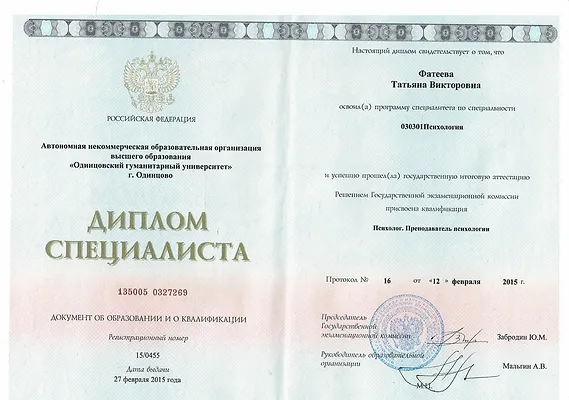 РОССИЙСКАЯ ФЕДЕРАЦИЯ
Автономная некоммерческая образовательная организация
высшего образования
«Одинцовский гуманитарный университет»
г. Одинцово
ДИПЛОМ
СПЕЦИАЛИСТА
135005 0327269
ДОКУМЕНТ ОБ ОБРАЗОВАНИИ И О КВАЛИФИКАЦИИ
Регистрационный номер
15/0455
Дата выдачи
27 февраля 2015 года
Настоящий диплом свидетельствует о том, что
Фатеева
Татьяна Викторовна
освоил(а) программу специалитета по специальности
030301Психология
и успешно прошел(ла) государственную итоговую аттестацию
Решением Государственной экзаменационной комиссии
присвоена квалификация
Психолог. Преподаватель психологии
Протокол № 16 от «12 » февраля 2015 г.
Председатель
Государственной
экзаменационной комиссии Забродин Ю.М.
Руководитель образовательной
организации Мальгин А.В.
М.П.